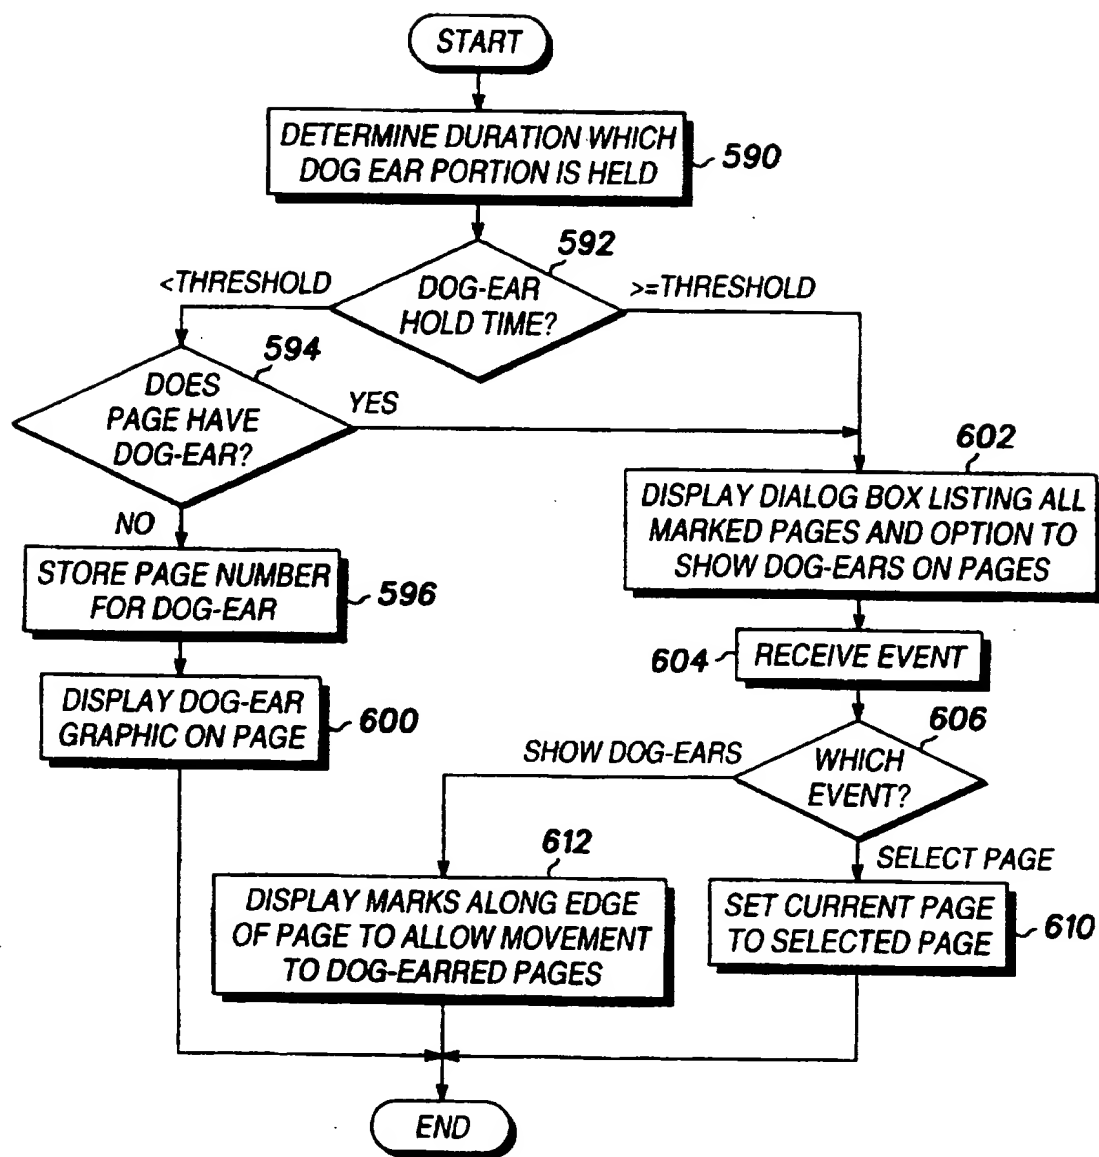 START
DETERMINE DURATION WHICH
DOG EAR PORTION IS HELD
590
592
<THRESHOLD
DOG-EAR
HOLD TIME?
>=THRESHOLD
594
DOES
PAGE HAVE
DOG-EAR?
YES
NO
602
DISPLAY DIALOG BOX LISTING ALL
MARKED PAGES AND OPTION TO
SHOW DOG-EARS ON PAGES
STORE PAGE NUMBER
FOR DOG-EAR
596
604
RECEIVE EVENT
DISPLAY DOG-EAR
GRAPHIC ON PAGE
600
606
SHOW DOG-EARS
WHICH
EVENT?
SELECT PAGE
612
DISPLAY MARKS ALONG EDGE
OF PAGE TO ALLOW MOVEMENT
TO DOG-EARRED PAGES
SET CURRENT PAGE
TO SELECTED PAGE
610
END